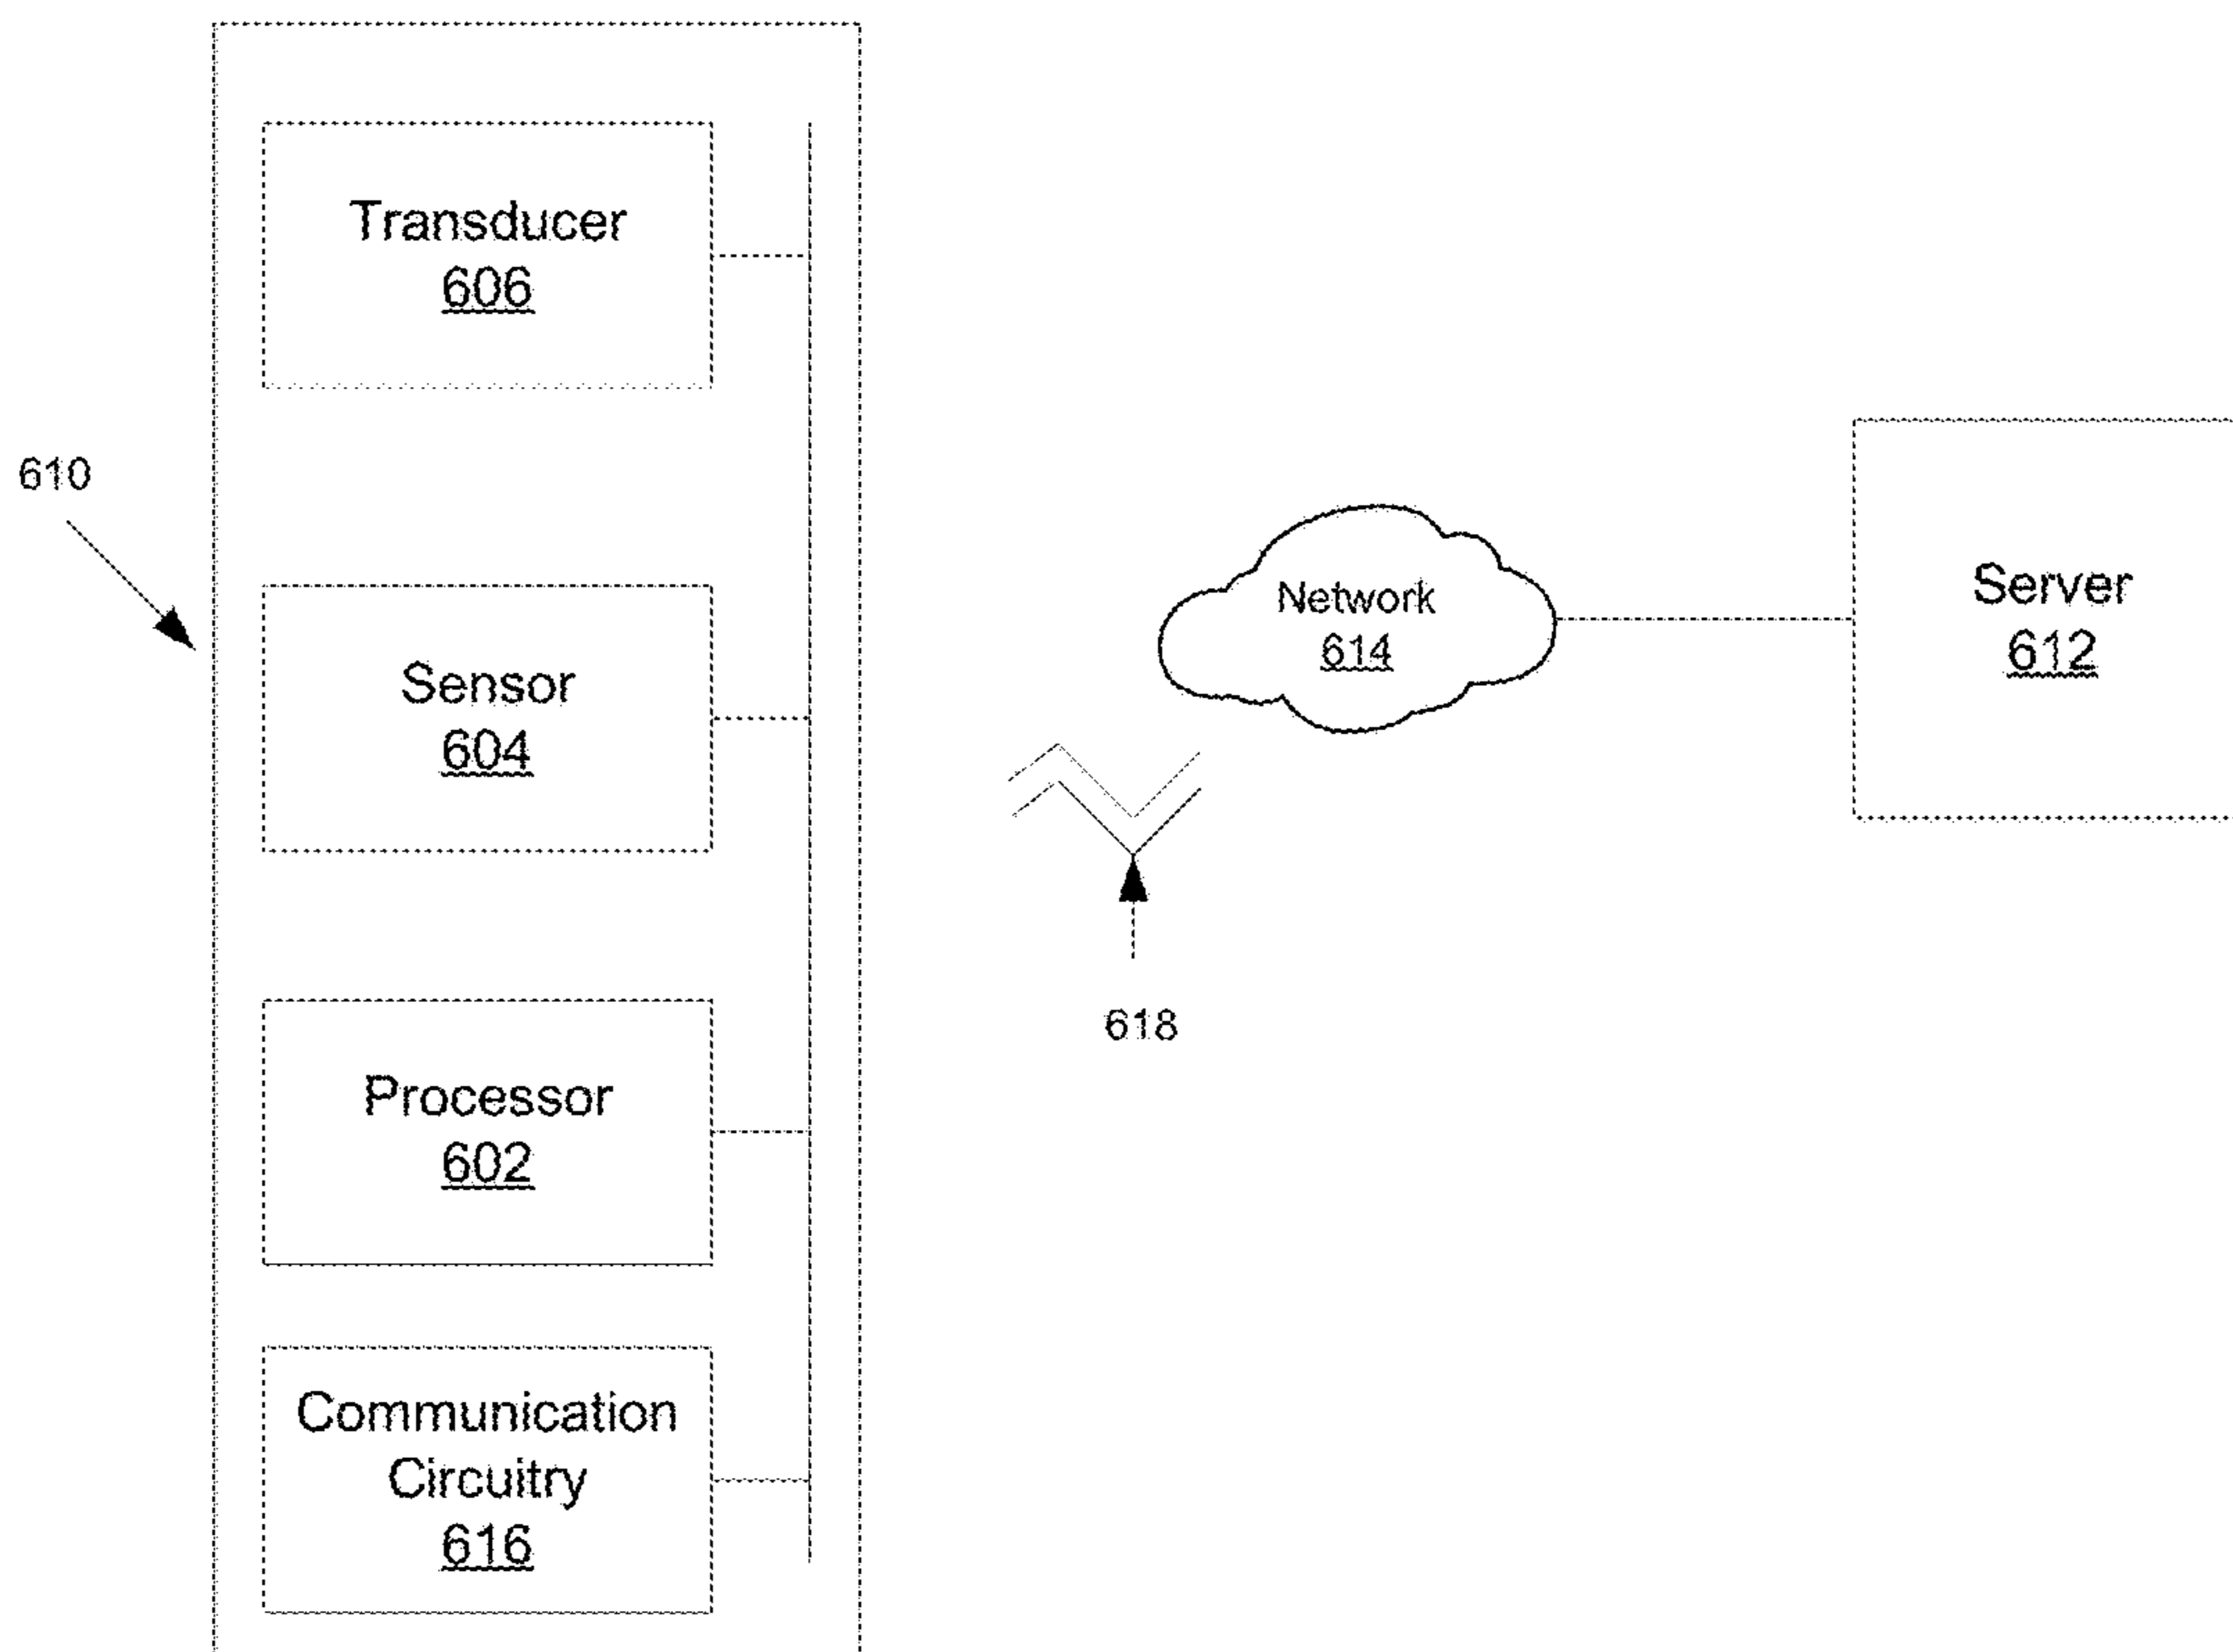 Transducer
606
610
Sensor
604
Processor
602
Communication
Circuitry
616
Network
614
618
Server
612